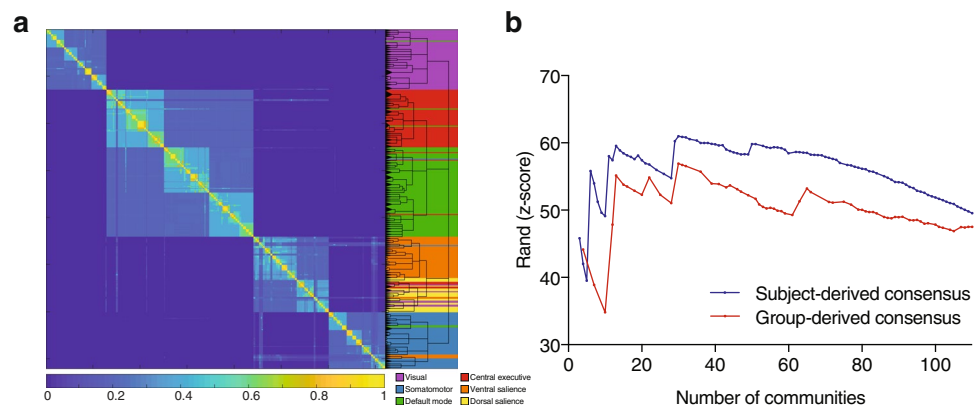 a
0 0.2 0.4 0.6 0.8 1
Visual Central executive
Somatomotor Ventral salience
Default mode Dorsal salience
b
Rand (z-score)
70
60
50
40
30
Subject-derived consensus
Group-derived consensus
0 20 40 60 80 100
Number of communities